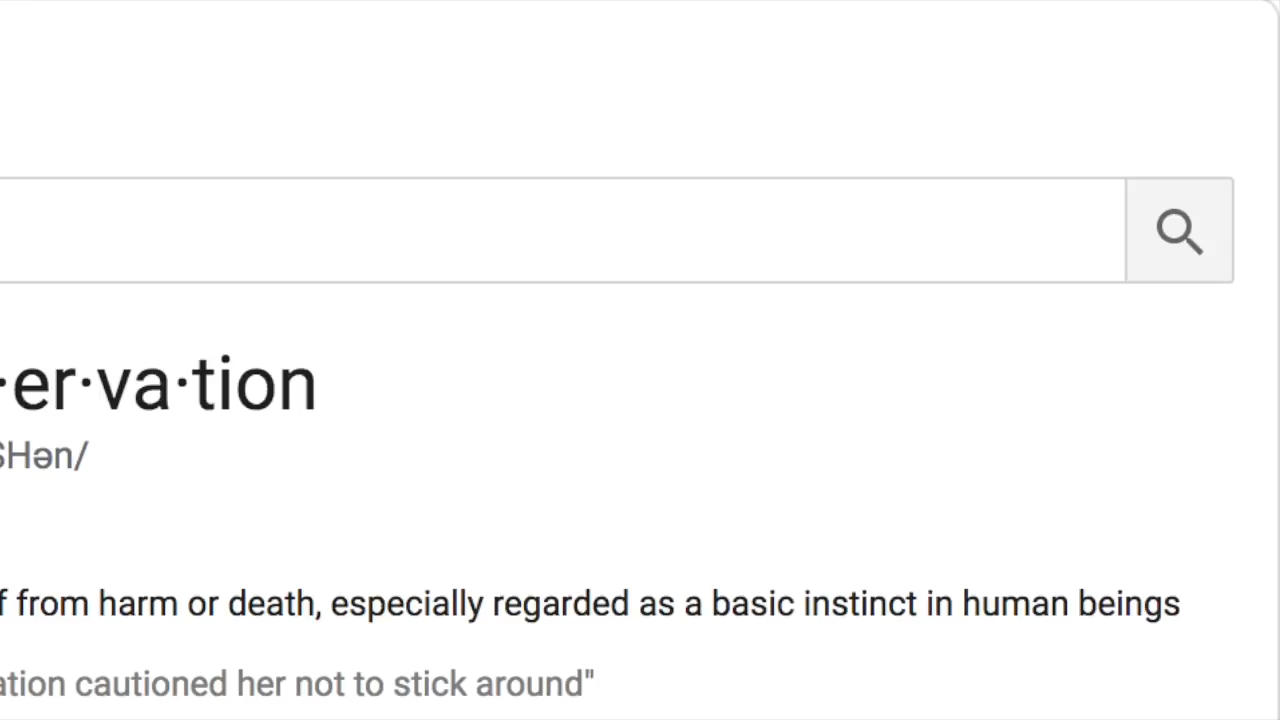 ·er·va·tion
SHən/
f from harm or death, especially regarded as a basic instinct in human beings
ation cautioned her not to stick around"